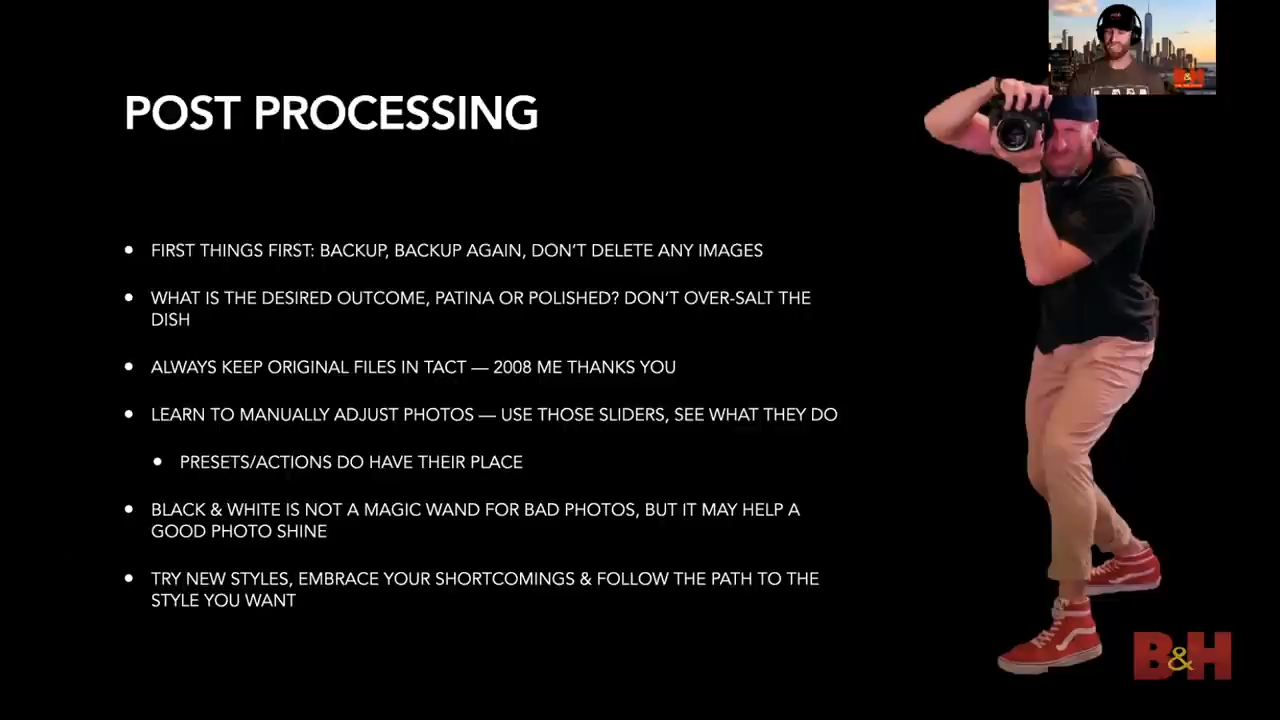 POST PROCESSING
FIRST THINGS FIRST: BACKUP, BACKUP AGAIN, DON'T DELETE ANY IMAGES
WHAT IS THE DESIRED OUTCOME, PATINA OR POLISHED? DON'T OVER-SALT THE
DISH
ALWAYS KEEP ORIGINAL FILES IN TACT — 2008 ME THANKS YOU
LEARN TO MANUALLY ADJUST PHOTOS — USE THOSE SLIDERS, SEE WHAT THEY DO
PRESETS/ACTIONS DO HAVE THEIR PLACE
BLACK & WHITE IS NOT A MAGIC WAND FOR BAD PHOTOS, BUT IT MAY HELP A
GOOD PHOTO SHINE
TRY NEW STYLES, EMBRACE YOUR SHORTCOMINGS & FOLLOW THE PATH TO THE
STYLE YOU WANT
B&H
B&H